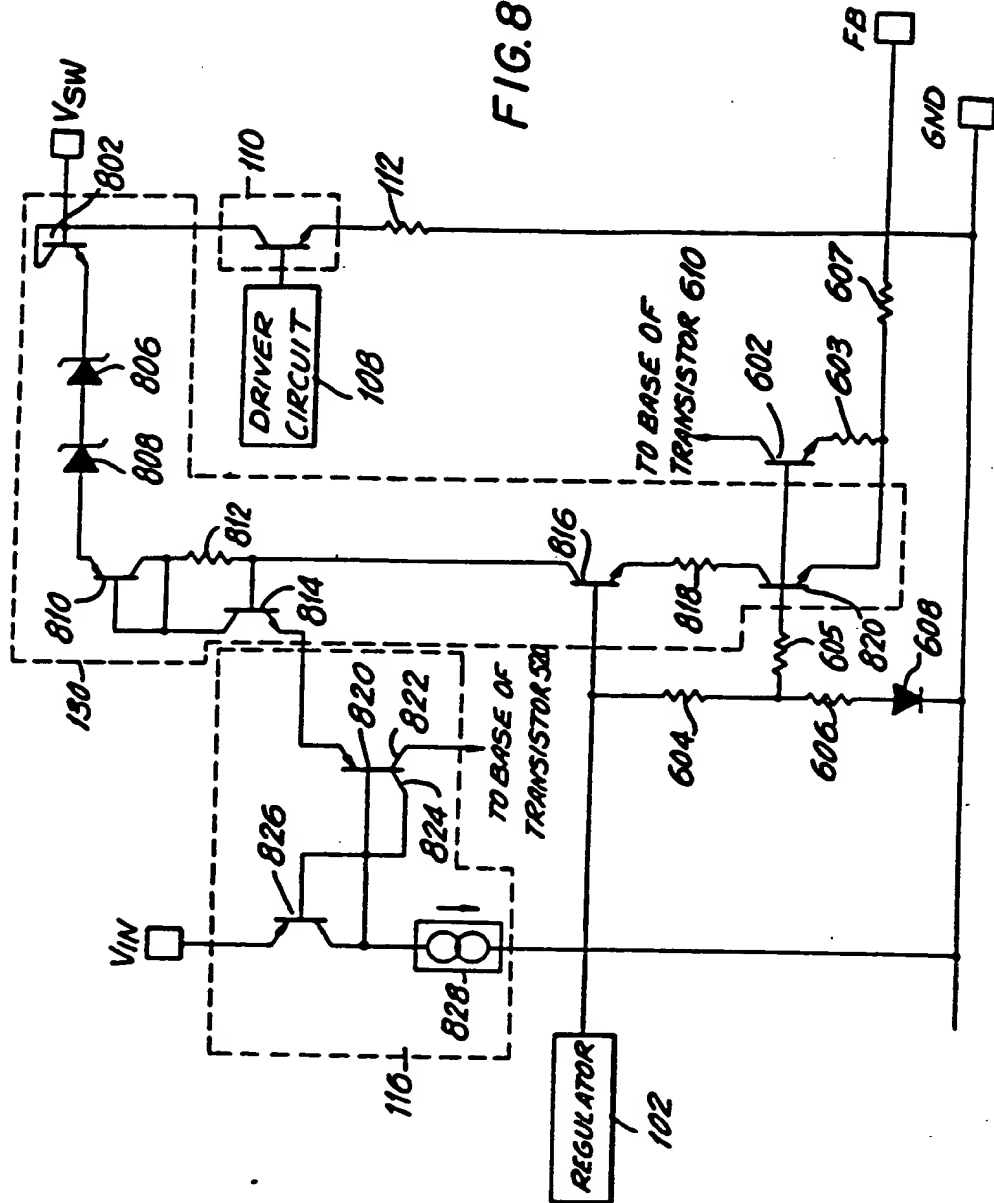 FIG.8
VSW
802
110
112
DRIVER
CIRCUIT
108
806
808
810
812
814
130
816
818
820
605
608
604
606
TO BASE OF
TRANSISTOR 610
602
603
607
FB
GND
VIN
826
820
822
824
828
116
TO BASE OF
TRANSISTOR 520
REGULATOR
102